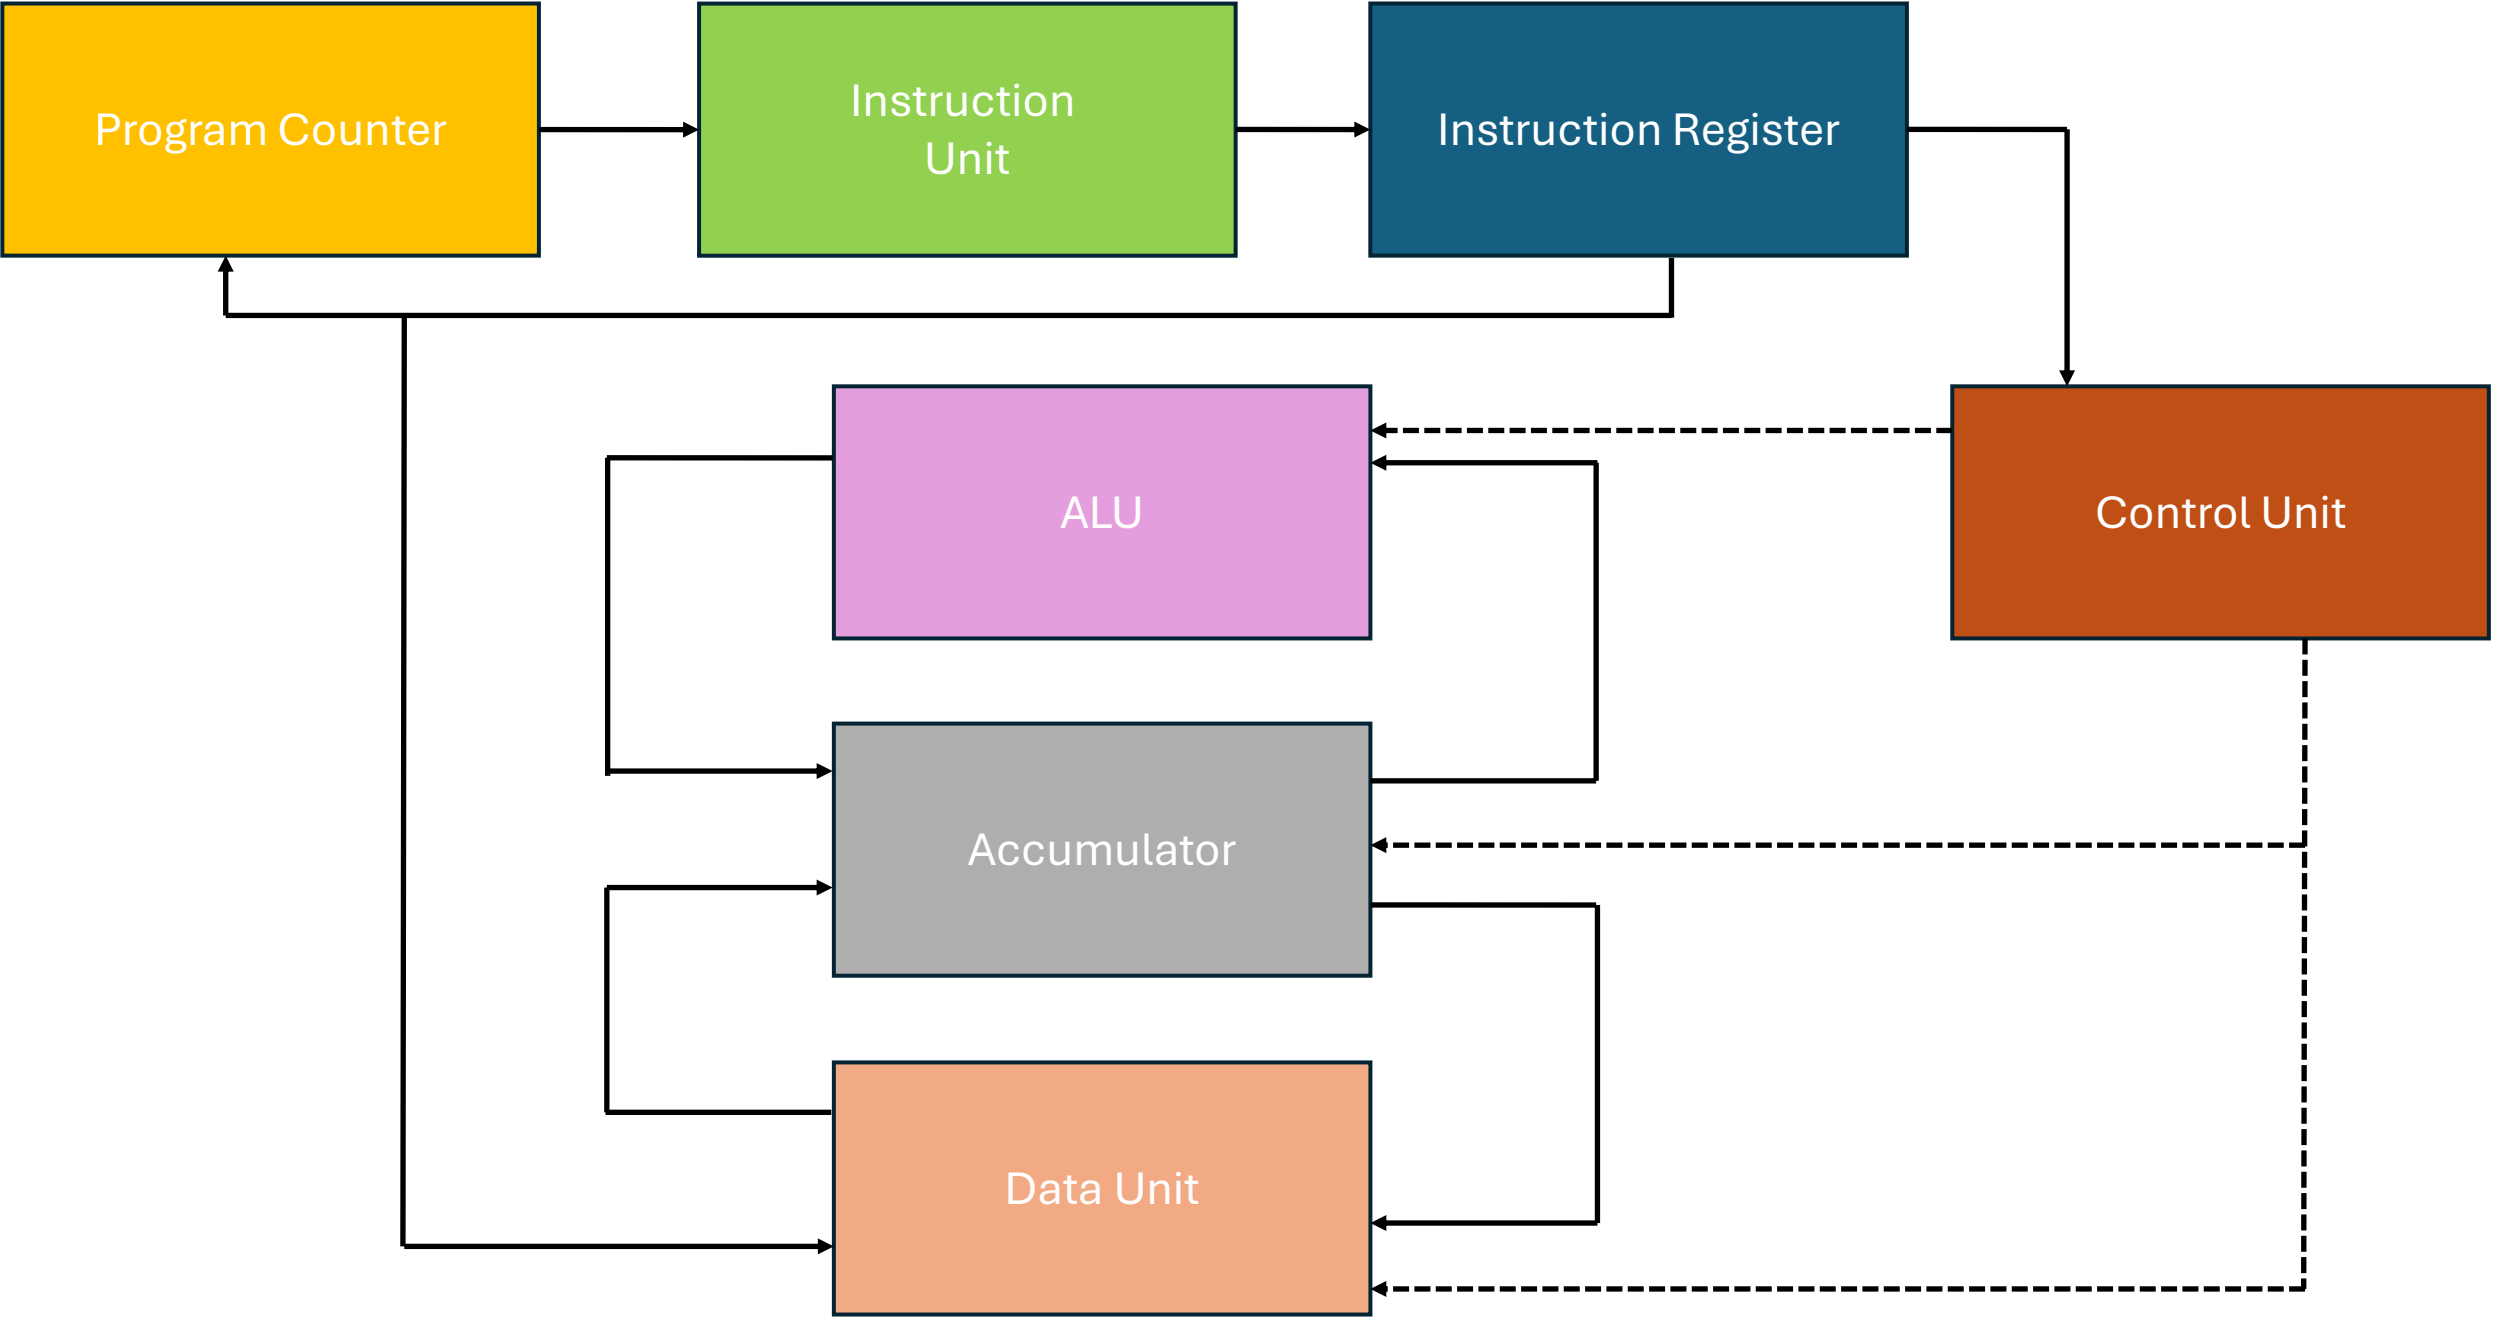 Program Counter
Instruction
Unit
Instruction Register
ALU
Control Unit
Accumulator
Data Unit